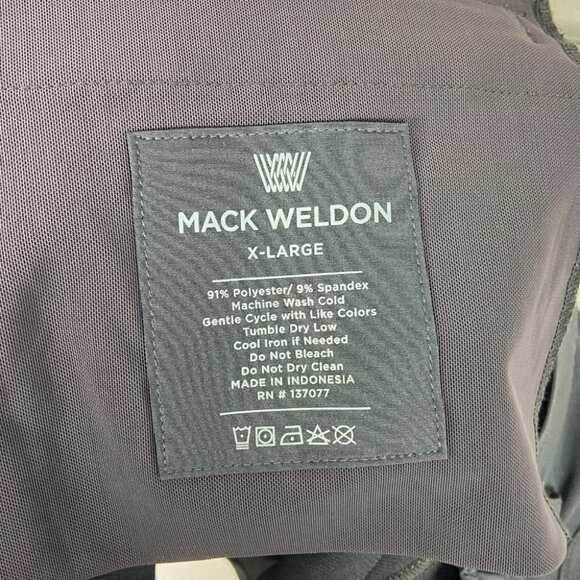 MACK WELDON
X-LARGE
91% Polyester/ 9% Spandex
Machine Wash Cold
Gentle Cycle with Like Colors
Tumble Dry Low
Cool Iron if Needed
Do Not Bleach
Do Not Dry Clean
MADE IN INDONESIA
RN # 137077